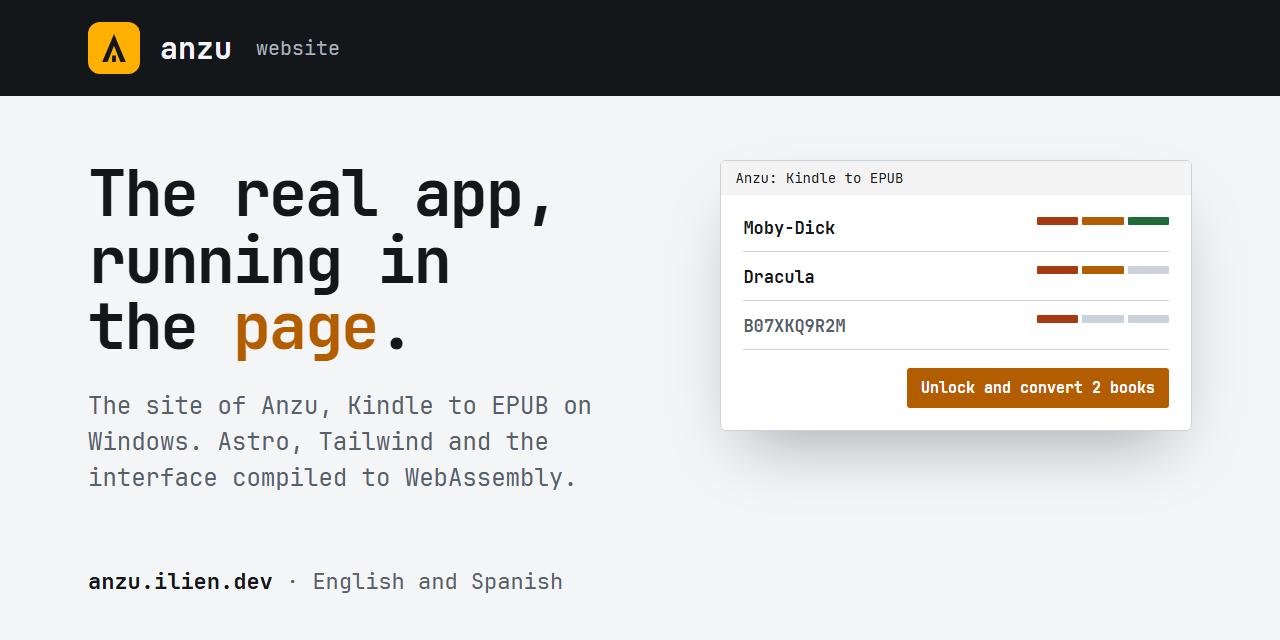 anzu website
The real app,
running in
the page.
The site of Anzu, Kindle to EPUB on
Windows. Astro, Tailwind and the
interface compiled to WebAssembly.
anzu.ilien.dev · English and Spanish
Anzu: Kindle to EPUB
Moby-Dick
Dracula
B07XKQ9R2M
Unlock and convert 2 books